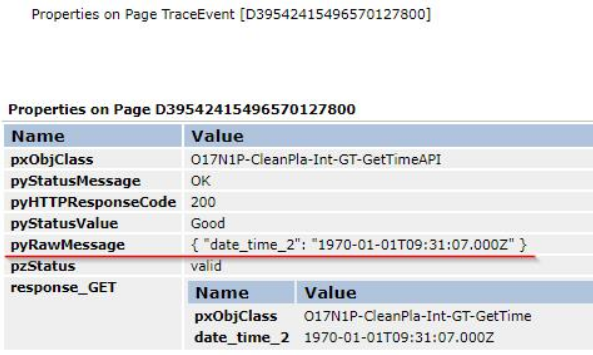 Properties on Page TraceEvent [D39542415496570127800]
Properties on Page D39542415496570127800
Name Value
pxObjClass O17N1P-CleanPla-Int-GT-GetTimeAPI
pyStatusMessage OK
pyHTTPResponseCode 200
pyStatusValue Good
pyRawMessage { "date_time_2": "1970-01-01T09:31:07.000Z" }
pzStatus valid
response_GET Name Value
pxObjClass O17N1P-CleanPla-Int-GT-GetTime
date_time_2 1970-01-01T09:31:07.000Z